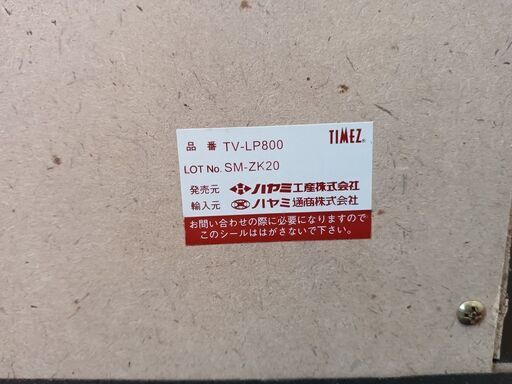 TIMEZ®
品番 TV-LP800
LOT No. SM-ZK20
発売元 ハヤミ工産株式会社
輸入元 ハヤミ通商株式会社
お問い合わせの際に必要になりますので
このシールははがさないで下さい。